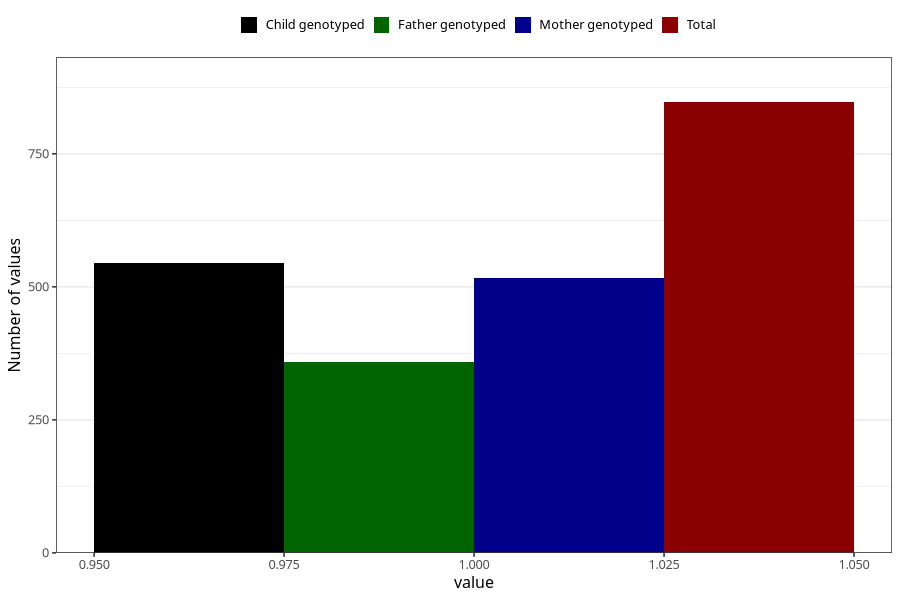 Child genotyped Father genotyped Mother genotyped Total
Number of values
750
500
250
0
0.950 0.975 1.000 1.025 1.050
value